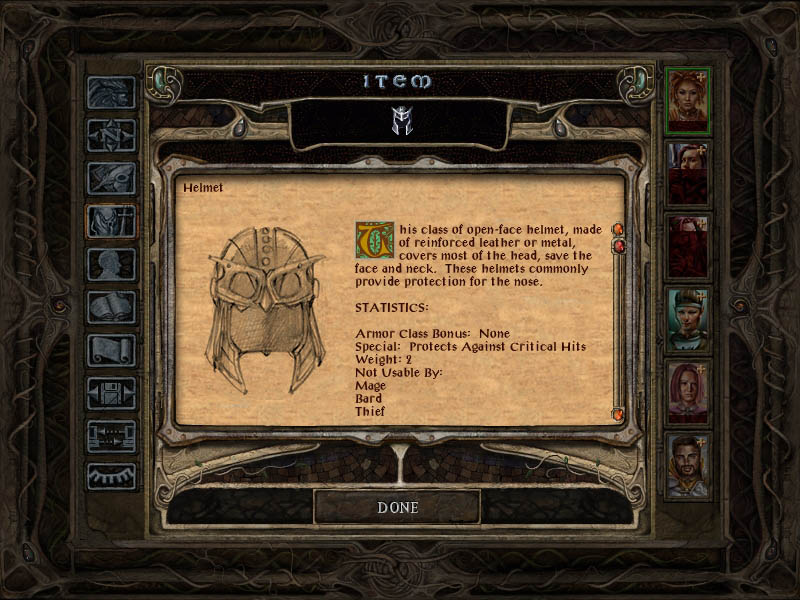 ITEM
Helmet
This class of open-face helmet, made
of reinforced leather or metal,
covers most of the head, save the
face and neck. These helmets commonly
provide protection for the nose.
STATISTICS:
Armor Class Bonus: None
Special: Protects Against Critical Hits
Weight: 2
Not Usable By:
Mage
Bard
Thief
DONE